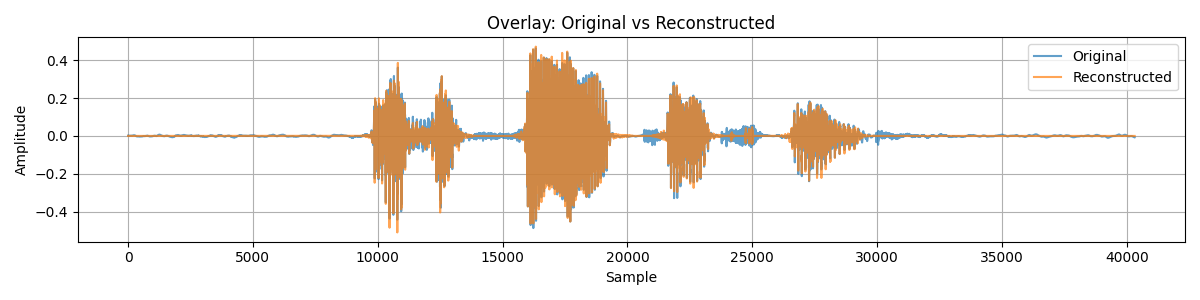 Overlay: Original vs Reconstructed
Original
Reconstructed
Amplitude
0.4
0.2
0.0
−0.2
−0.4
0 5000 10000 15000 20000 25000 30000 35000 40000
Sample